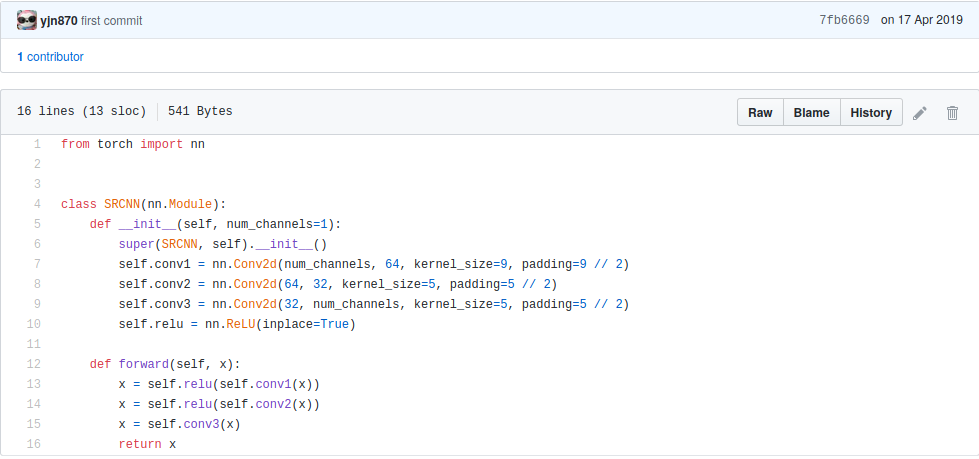 yjn870 first commit 7fb6669 on 17 Apr 2019
1 contributor
16 lines (13 sloc) 541 Bytes Raw Blame History
1 from torch import nn
2
3
4 class SRCNN(nn.Module):
5     def __init__(self, num_channels=1):
6         super(SRCNN, self).__init__()
7         self.conv1 = nn.Conv2d(num_channels, 64, kernel_size=9, padding=9 // 2)
8         self.conv2 = nn.Conv2d(64, 32, kernel_size=5, padding=5 // 2)
9         self.conv3 = nn.Conv2d(32, num_channels, kernel_size=5, padding=5 // 2)
10         self.relu = nn.ReLU(inplace=True)
11
12     def forward(self, x):
13         x = self.relu(self.conv1(x))
14         x = self.relu(self.conv2(x))
15         x = self.conv3(x)
16         return x